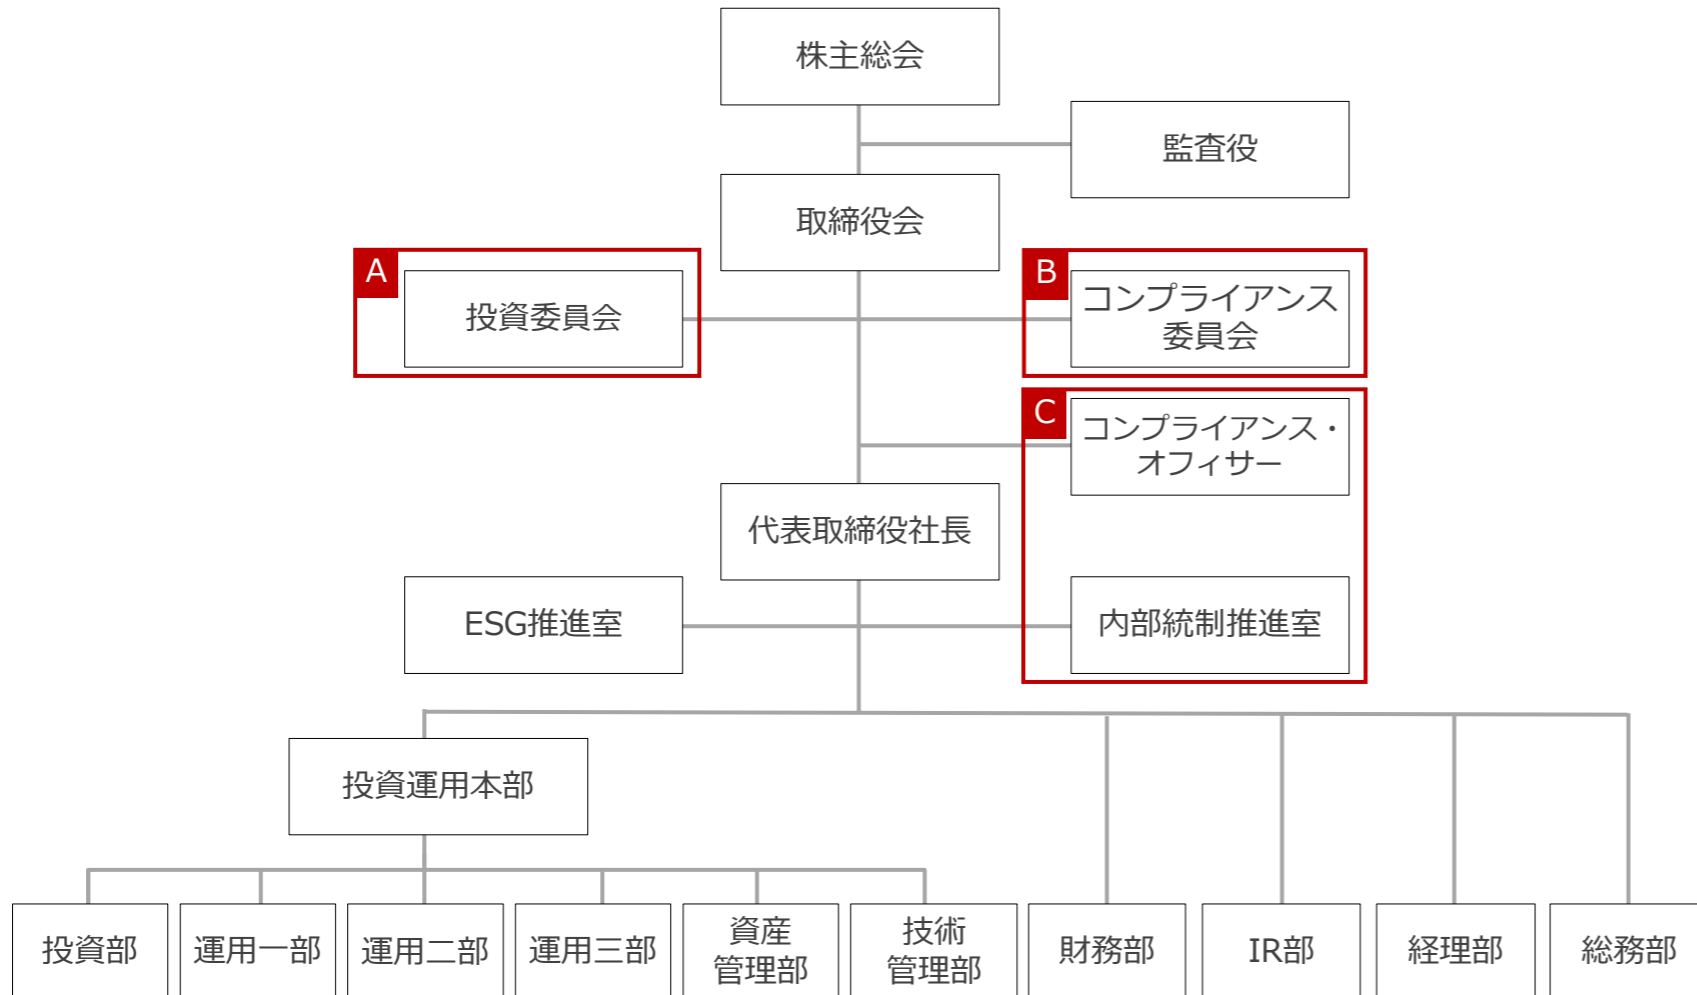 株主総会
監査役
取締役会
A
投資委員会
B
コンプライアンス
委員会
C
コンプライアンス・
オフィサー
代表取締役社長
ESG推進室
内部統制推進室
投資運用本部
投資部
運用一部
運用二部
運用三部
資産
管理部
技術
管理部
財務部
IR部
経理部
総務部